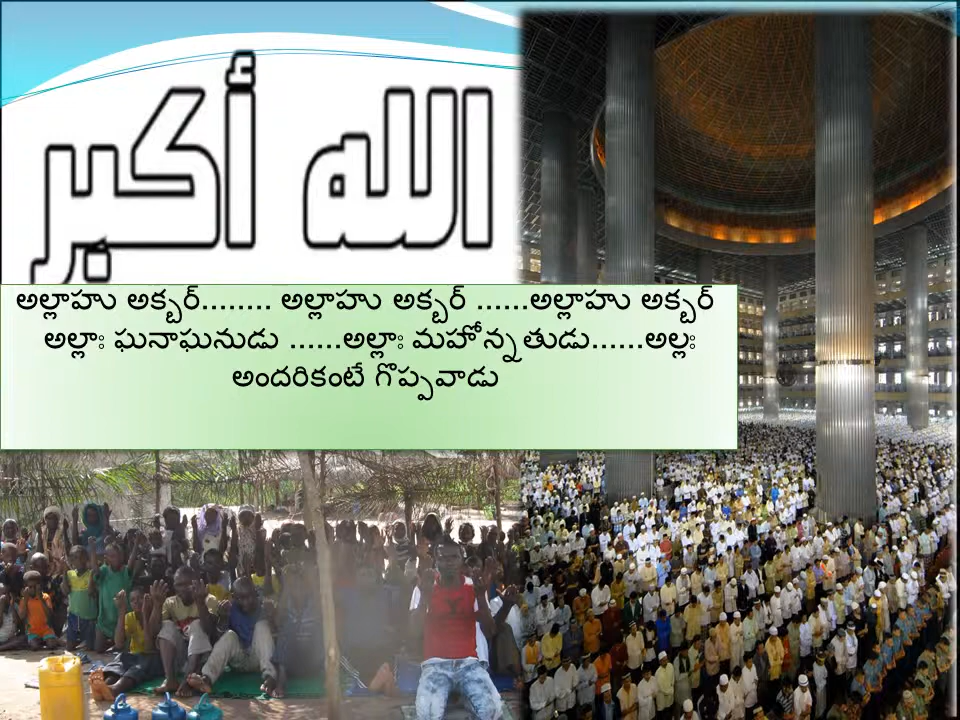 الله أكبر
అల్లాహు అక్బర్........ అల్లాహు అక్బర్ ......అల్లాహు అక్బర్
అల్లాః ఘనాఘనుడు ......అల్లాః మహోన్నతుడు......అల్లః
అందరికంటే గొప్పవాడు